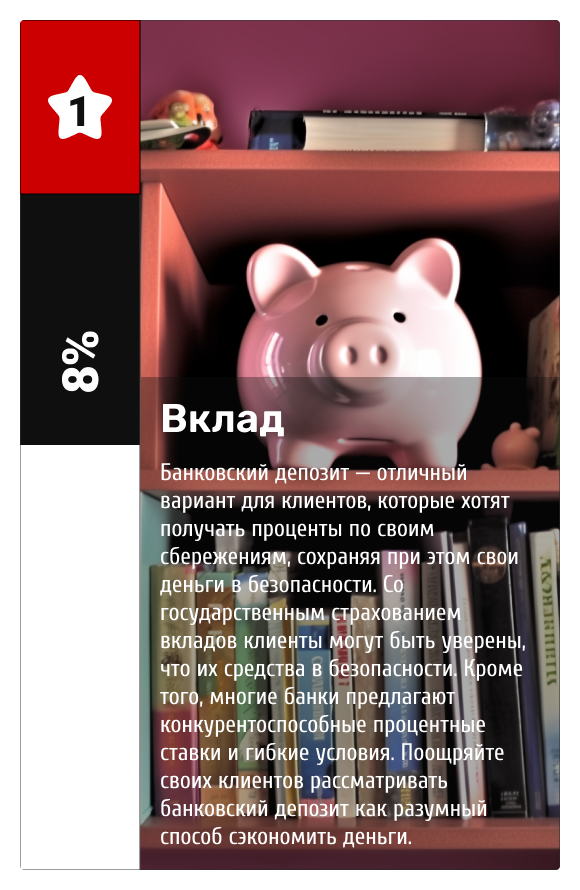 1
8%
Вклад
Банковский депозит — отличный
вариант для клиентов, которые хотят
получать проценты по своим
сбережениям, сохраняя при этом свои
деньги в безопасности. Со
государственным страхованием
вкладов клиенты могут быть уверены,
что их средства в безопасности. Кроме
того, многие банки предлагают
конкурентоспособные процентные
ставки и гибкие условия. Поощряйте
своих клиентов рассматривать
банковский депозит как разумный
способ сэкономить деньги.